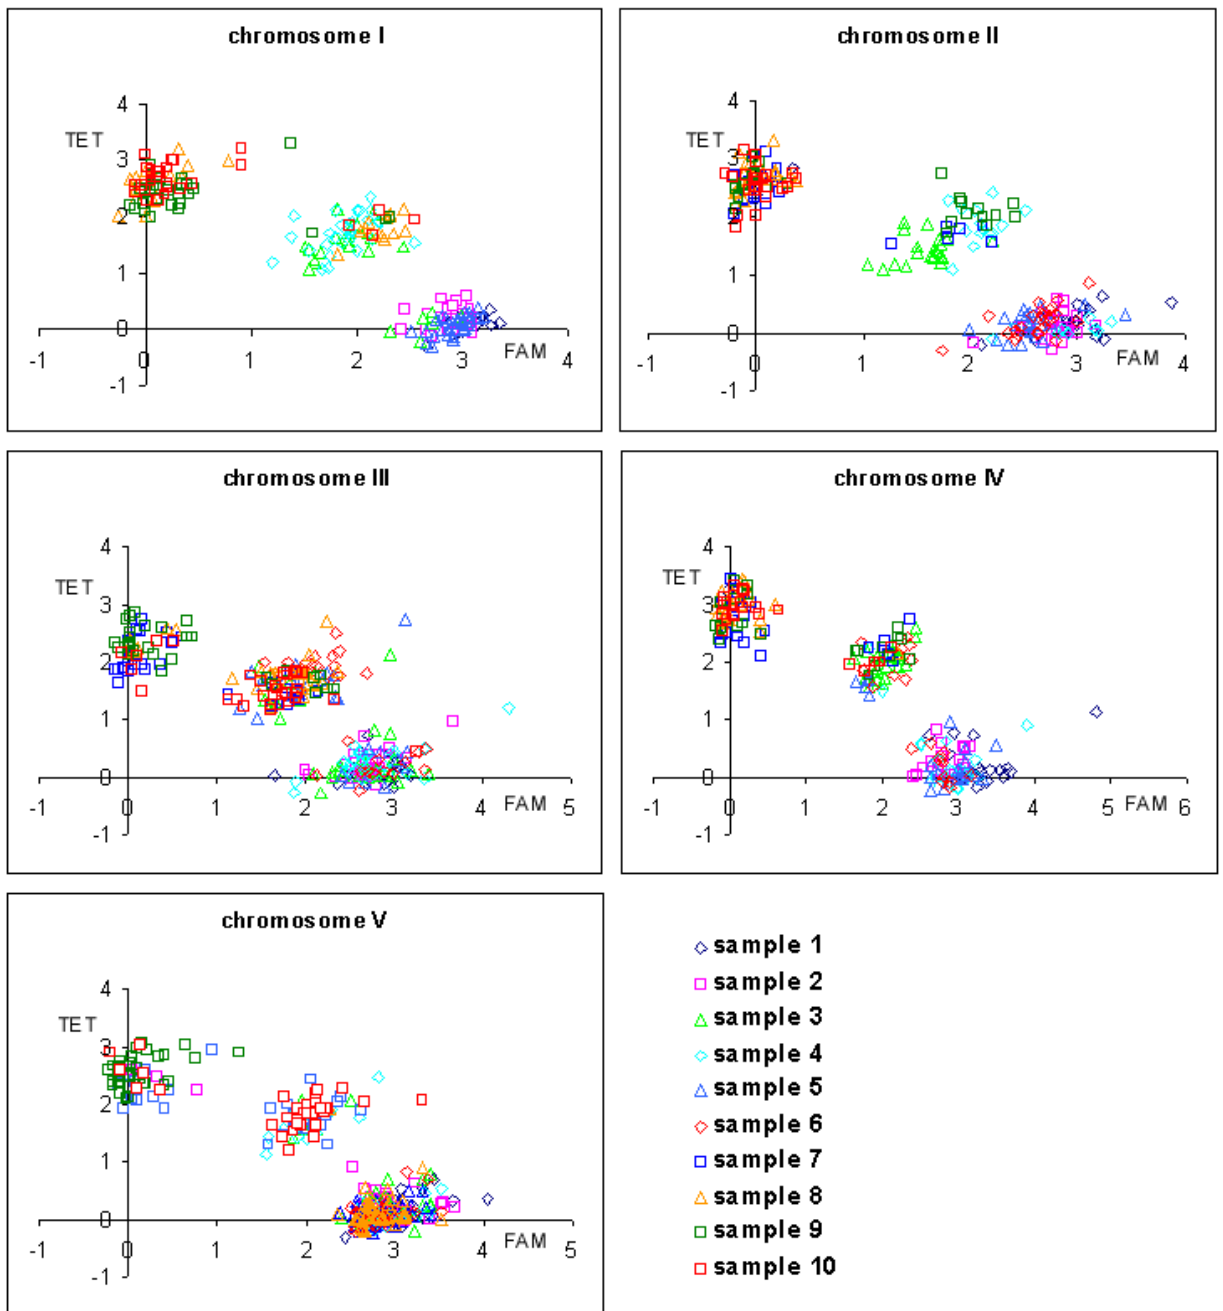 chromosome I
4
TET
3
2
1
0
-1
0
1
2
3
FAM
4
-1
chromosome II
4
TET
3
2
1
0
-1
0
1
2
3
FAM
4
-1
chromosome III
4
TET
3
2
1
0
-1
0
1
2
3
4
FAM
5
-1
chromosome IV
4
TET
3
2
1
0
-1
0
1
2
3
4
5
FAM
6
-1
chromosome V
4
TET
3
2
1
0
-1
0
1
2
3
4
FAM
5
-1
sample 1
sample 2
sample 3
sample 4
sample 5
sample 6
sample 7
sample 8
sample 9
sample 10